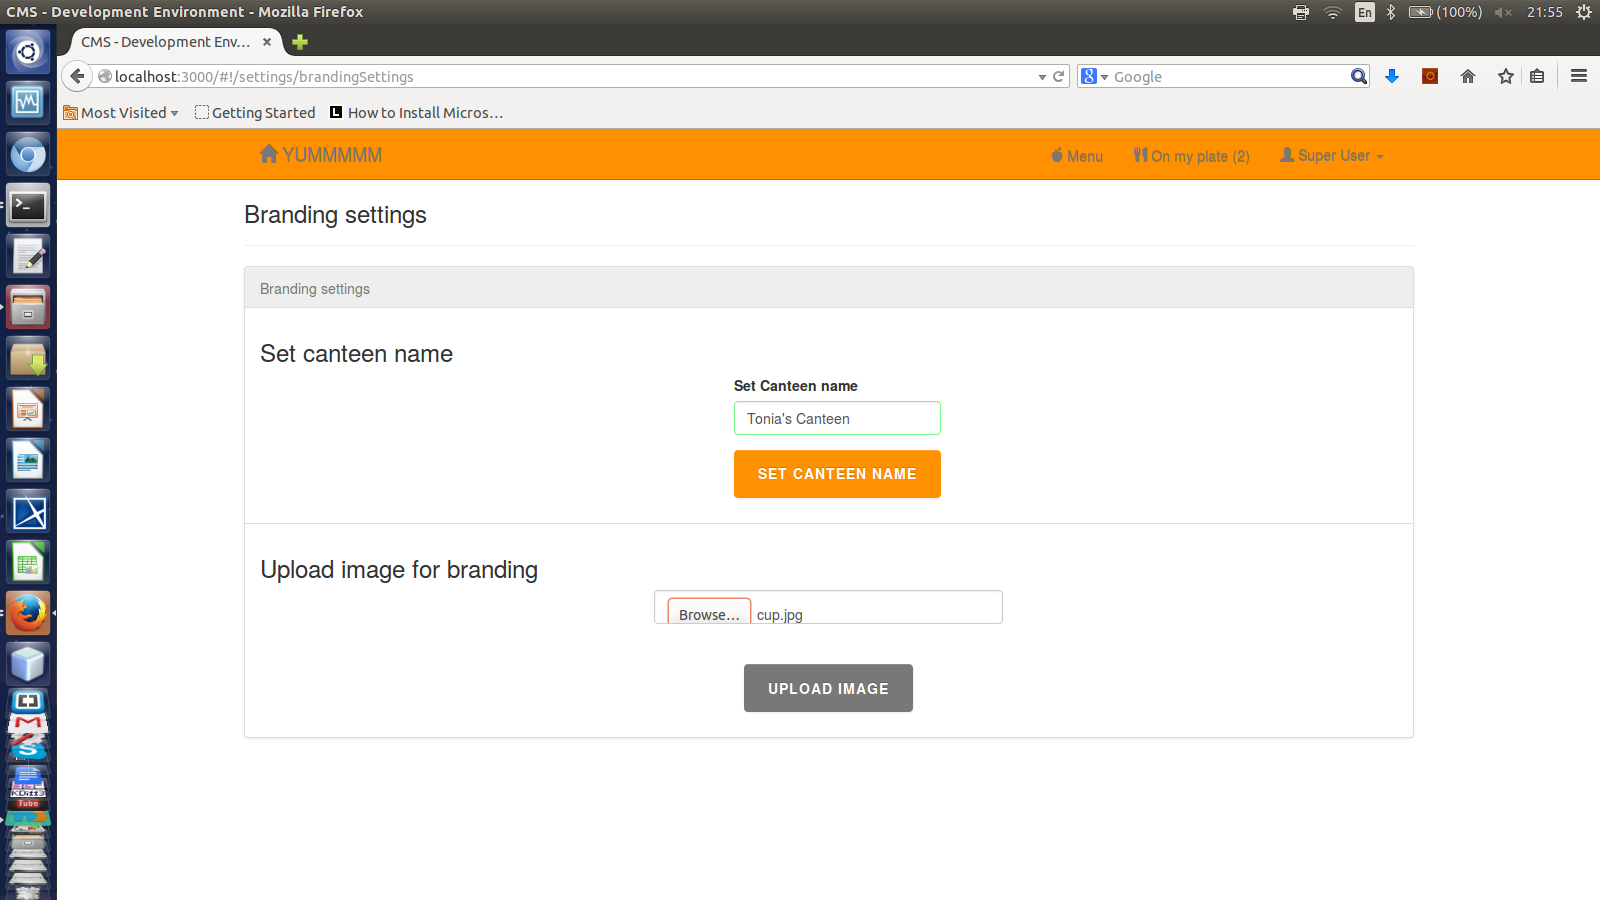 CMS - Development Environment - Mozilla Firefox
En
(100%)
21:55
CMS - Development Env...
localhost:3000/#!/settings/brandingSettings
8
Google
Most Visited
Getting Started
L
How to Install Micros...
YUMMMMM
Menu
On my plate (2)
Super User
Branding settings
Branding settings
Set canteen name
Set Canteen name
Tonia's Canteen
SET CANTEEN NAME
Upload image for branding
Browse...
cup.jpg
UPLOAD IMAGE
S
KDiff3
Tube